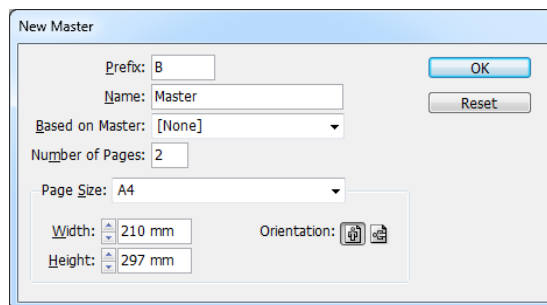 New Master
Prefix: B
OK
Name: Master
Reset
Based on Master: [None]
Number of Pages: 2
Page Size: A4
Width: 210 mm
Orientation:
Height: 297 mm